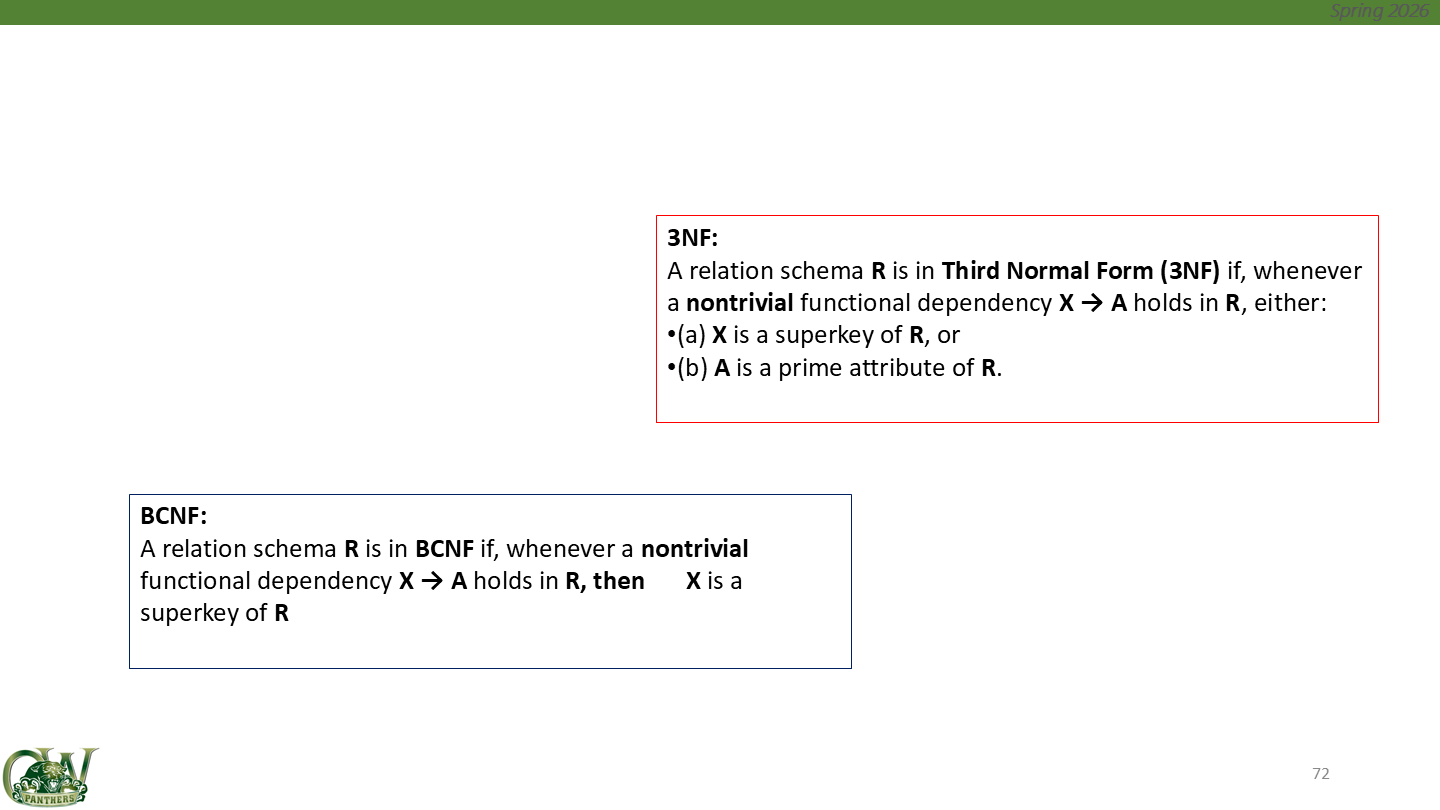 Spring 2026
3NF:
A relation schema R is in Third Normal Form (3NF) if, whenever
a nontrivial functional dependency X → A holds in R, either:
•(a) X is a superkey of R, or
•(b) A is a prime attribute of R.
BCNF:
A relation schema R is in BCNF if, whenever a nontrivial
functional dependency X → A holds in R, then X is a
superkey of R
OW
PANTHERS
72